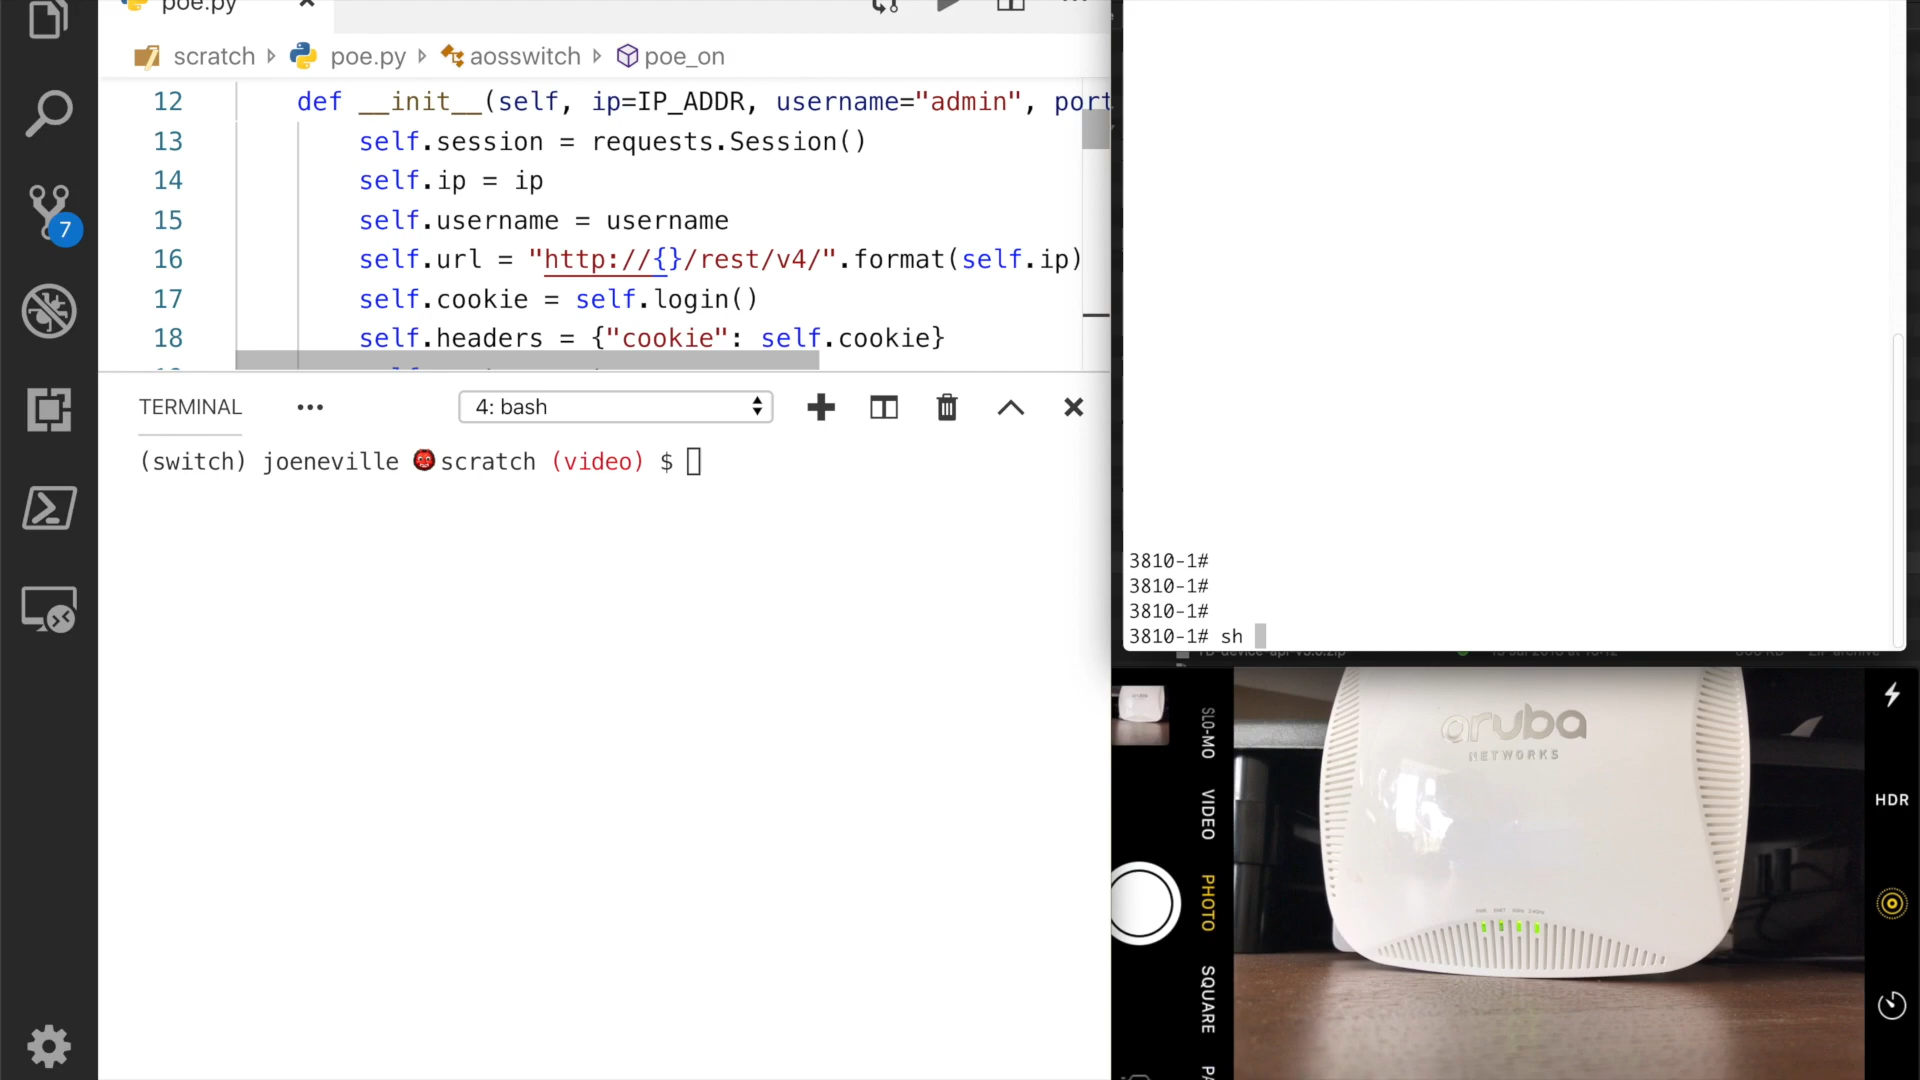 poe.py
scratch poe.py aosswitch poe_on
12 def __init__(self, ip=IP_ADDR, username="admin", port
13 self.session = requests.Session()
14 self.ip = ip
15 self.username = username
16 self.url = "http://{}/rest/v4/".format(self.ip)
17 self.cookie = self.login()
18 self.headers = {"cookie": self.cookie}
7
TERMINAL
4: bash
(switch) joeneville 👹scratch (video) $
3810-1#
3810-1#
3810-1#
3810-1# sh
SLO-MO
VIDEO
PHOTO
SQUARE
PA
aruba
NETWORKS
HDR